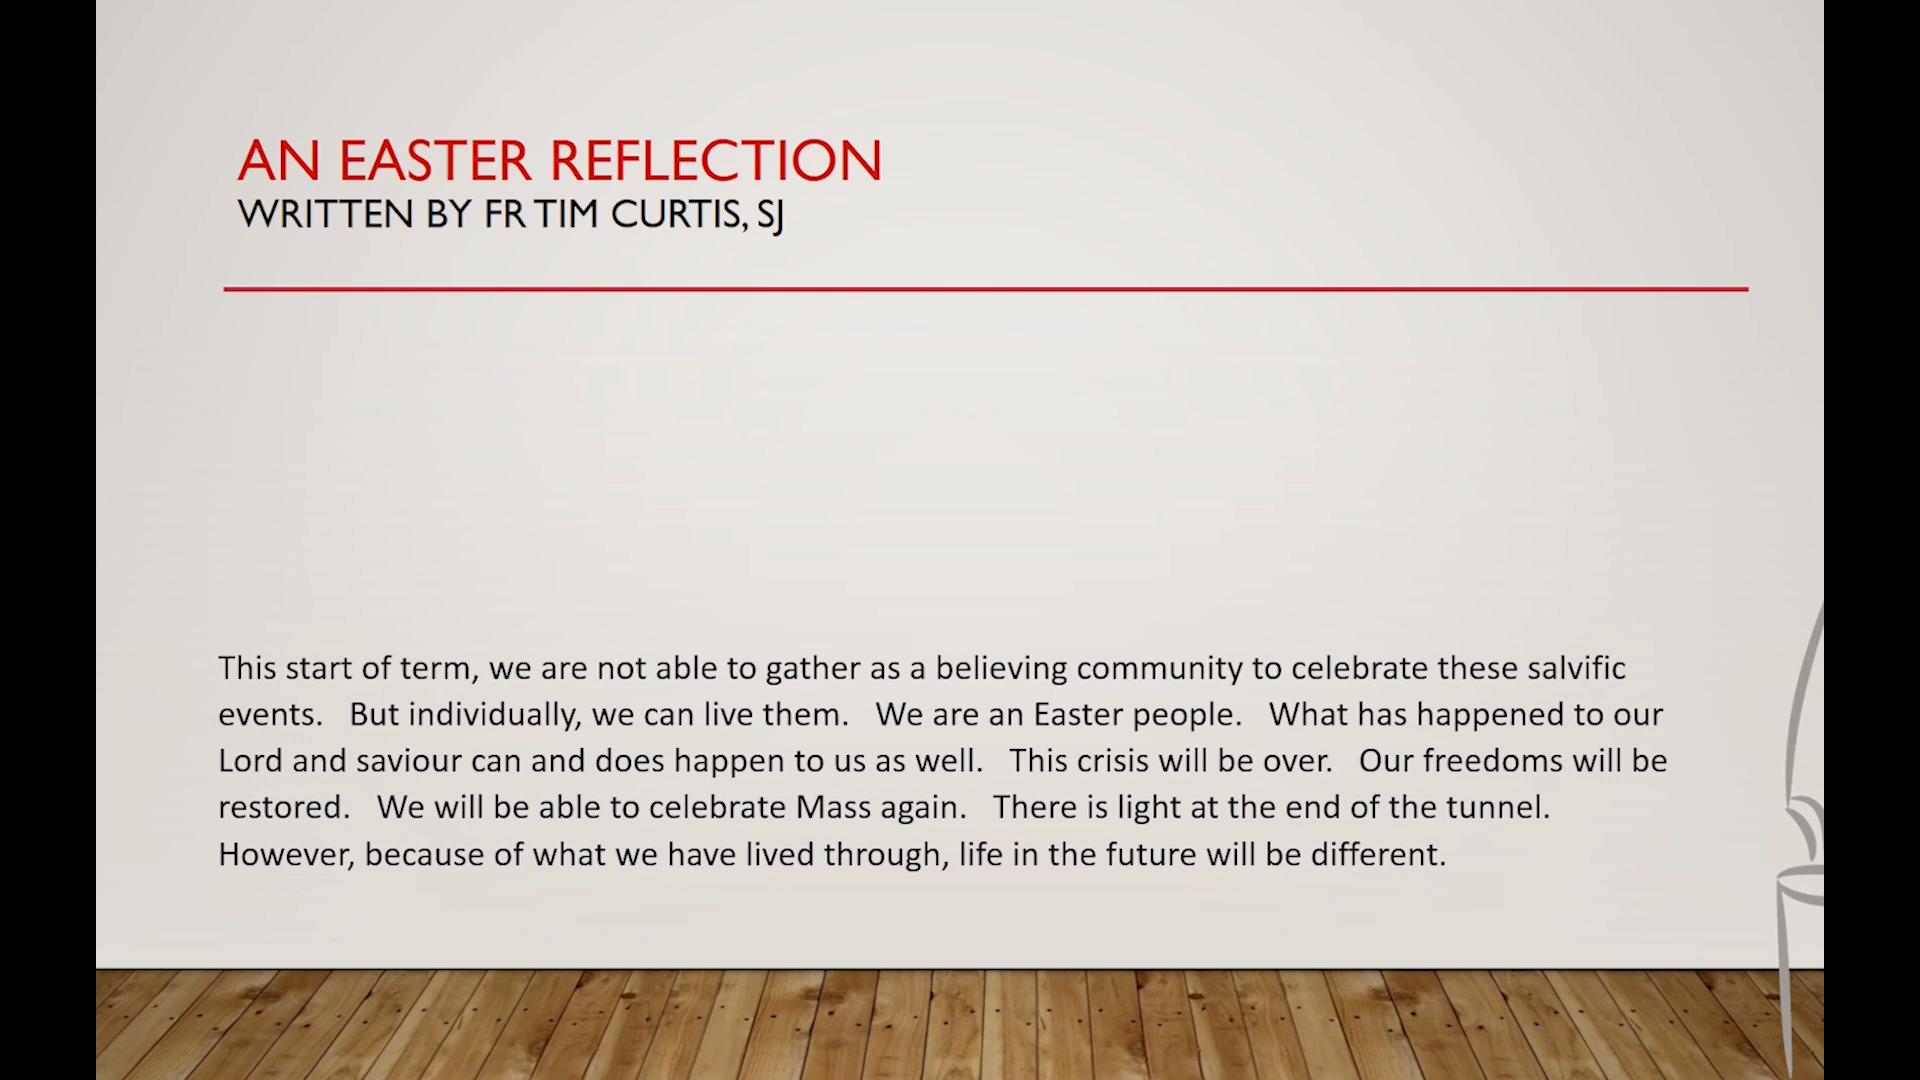 AN EASTER REFLECTION
WRITTEN BY FR TIM CURTIS, SJ
This start of term, we are not able to gather as a believing community to celebrate these salvific
events.   But individually, we can live them.   We are an Easter people.   What has happened to our
Lord and saviour can and does happen to us as well.   This crisis will be over.   Our freedoms will be
restored.   We will be able to celebrate Mass again.   There is light at the end of the tunnel.
However, because of what we have lived through, life in the future will be different.